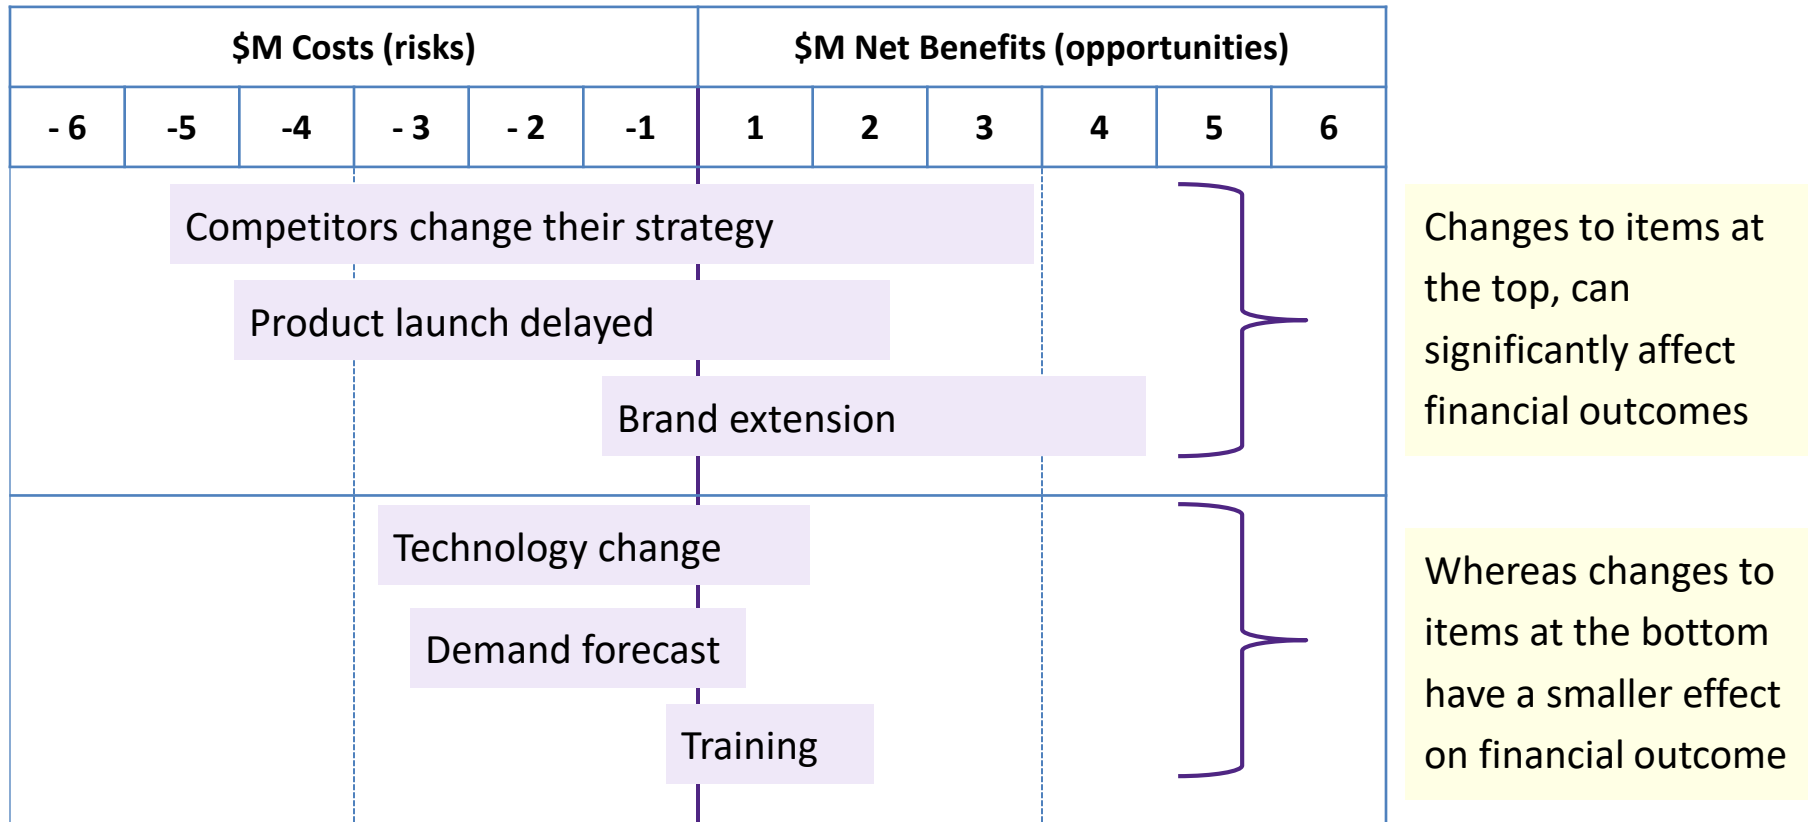 $M Costs (risks) $M Net Benefits (opportunities)
- 6 -5 -4 - 3 - 2 -1 1 2 3 4 5 6
Competitors change their strategy
Product launch delayed
Brand extension
Changes to items at
the top, can
significantly affect
financial outcomes
Technology change
Demand forecast
Training
Whereas changes to
items at the bottom
have a smaller effect
on financial outcome